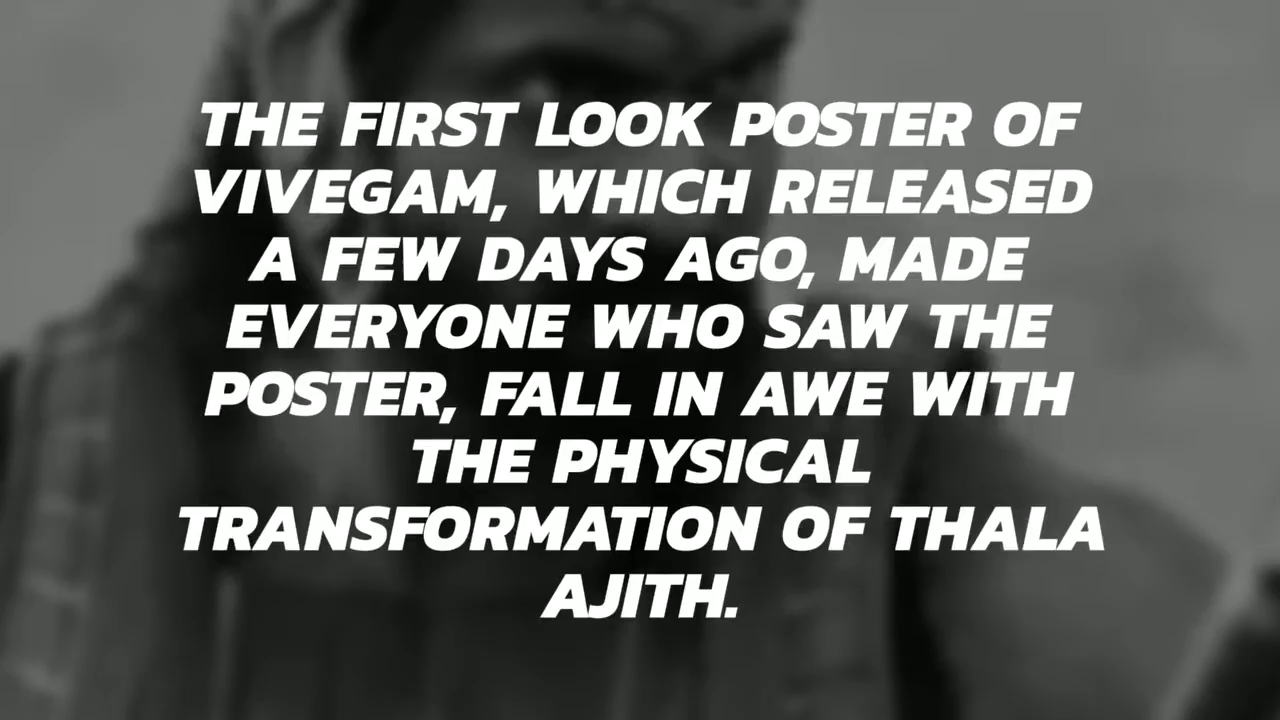 THE FIRST LOOK POSTER OF
VIVEGAM, WHICH RELEASED
A FEW DAYS AGO, MADE
EVERYONE WHO SAW THE
POSTER, FALL IN AWE WITH
THE PHYSICAL
TRANSFORMATION OF THALA
AJITH.